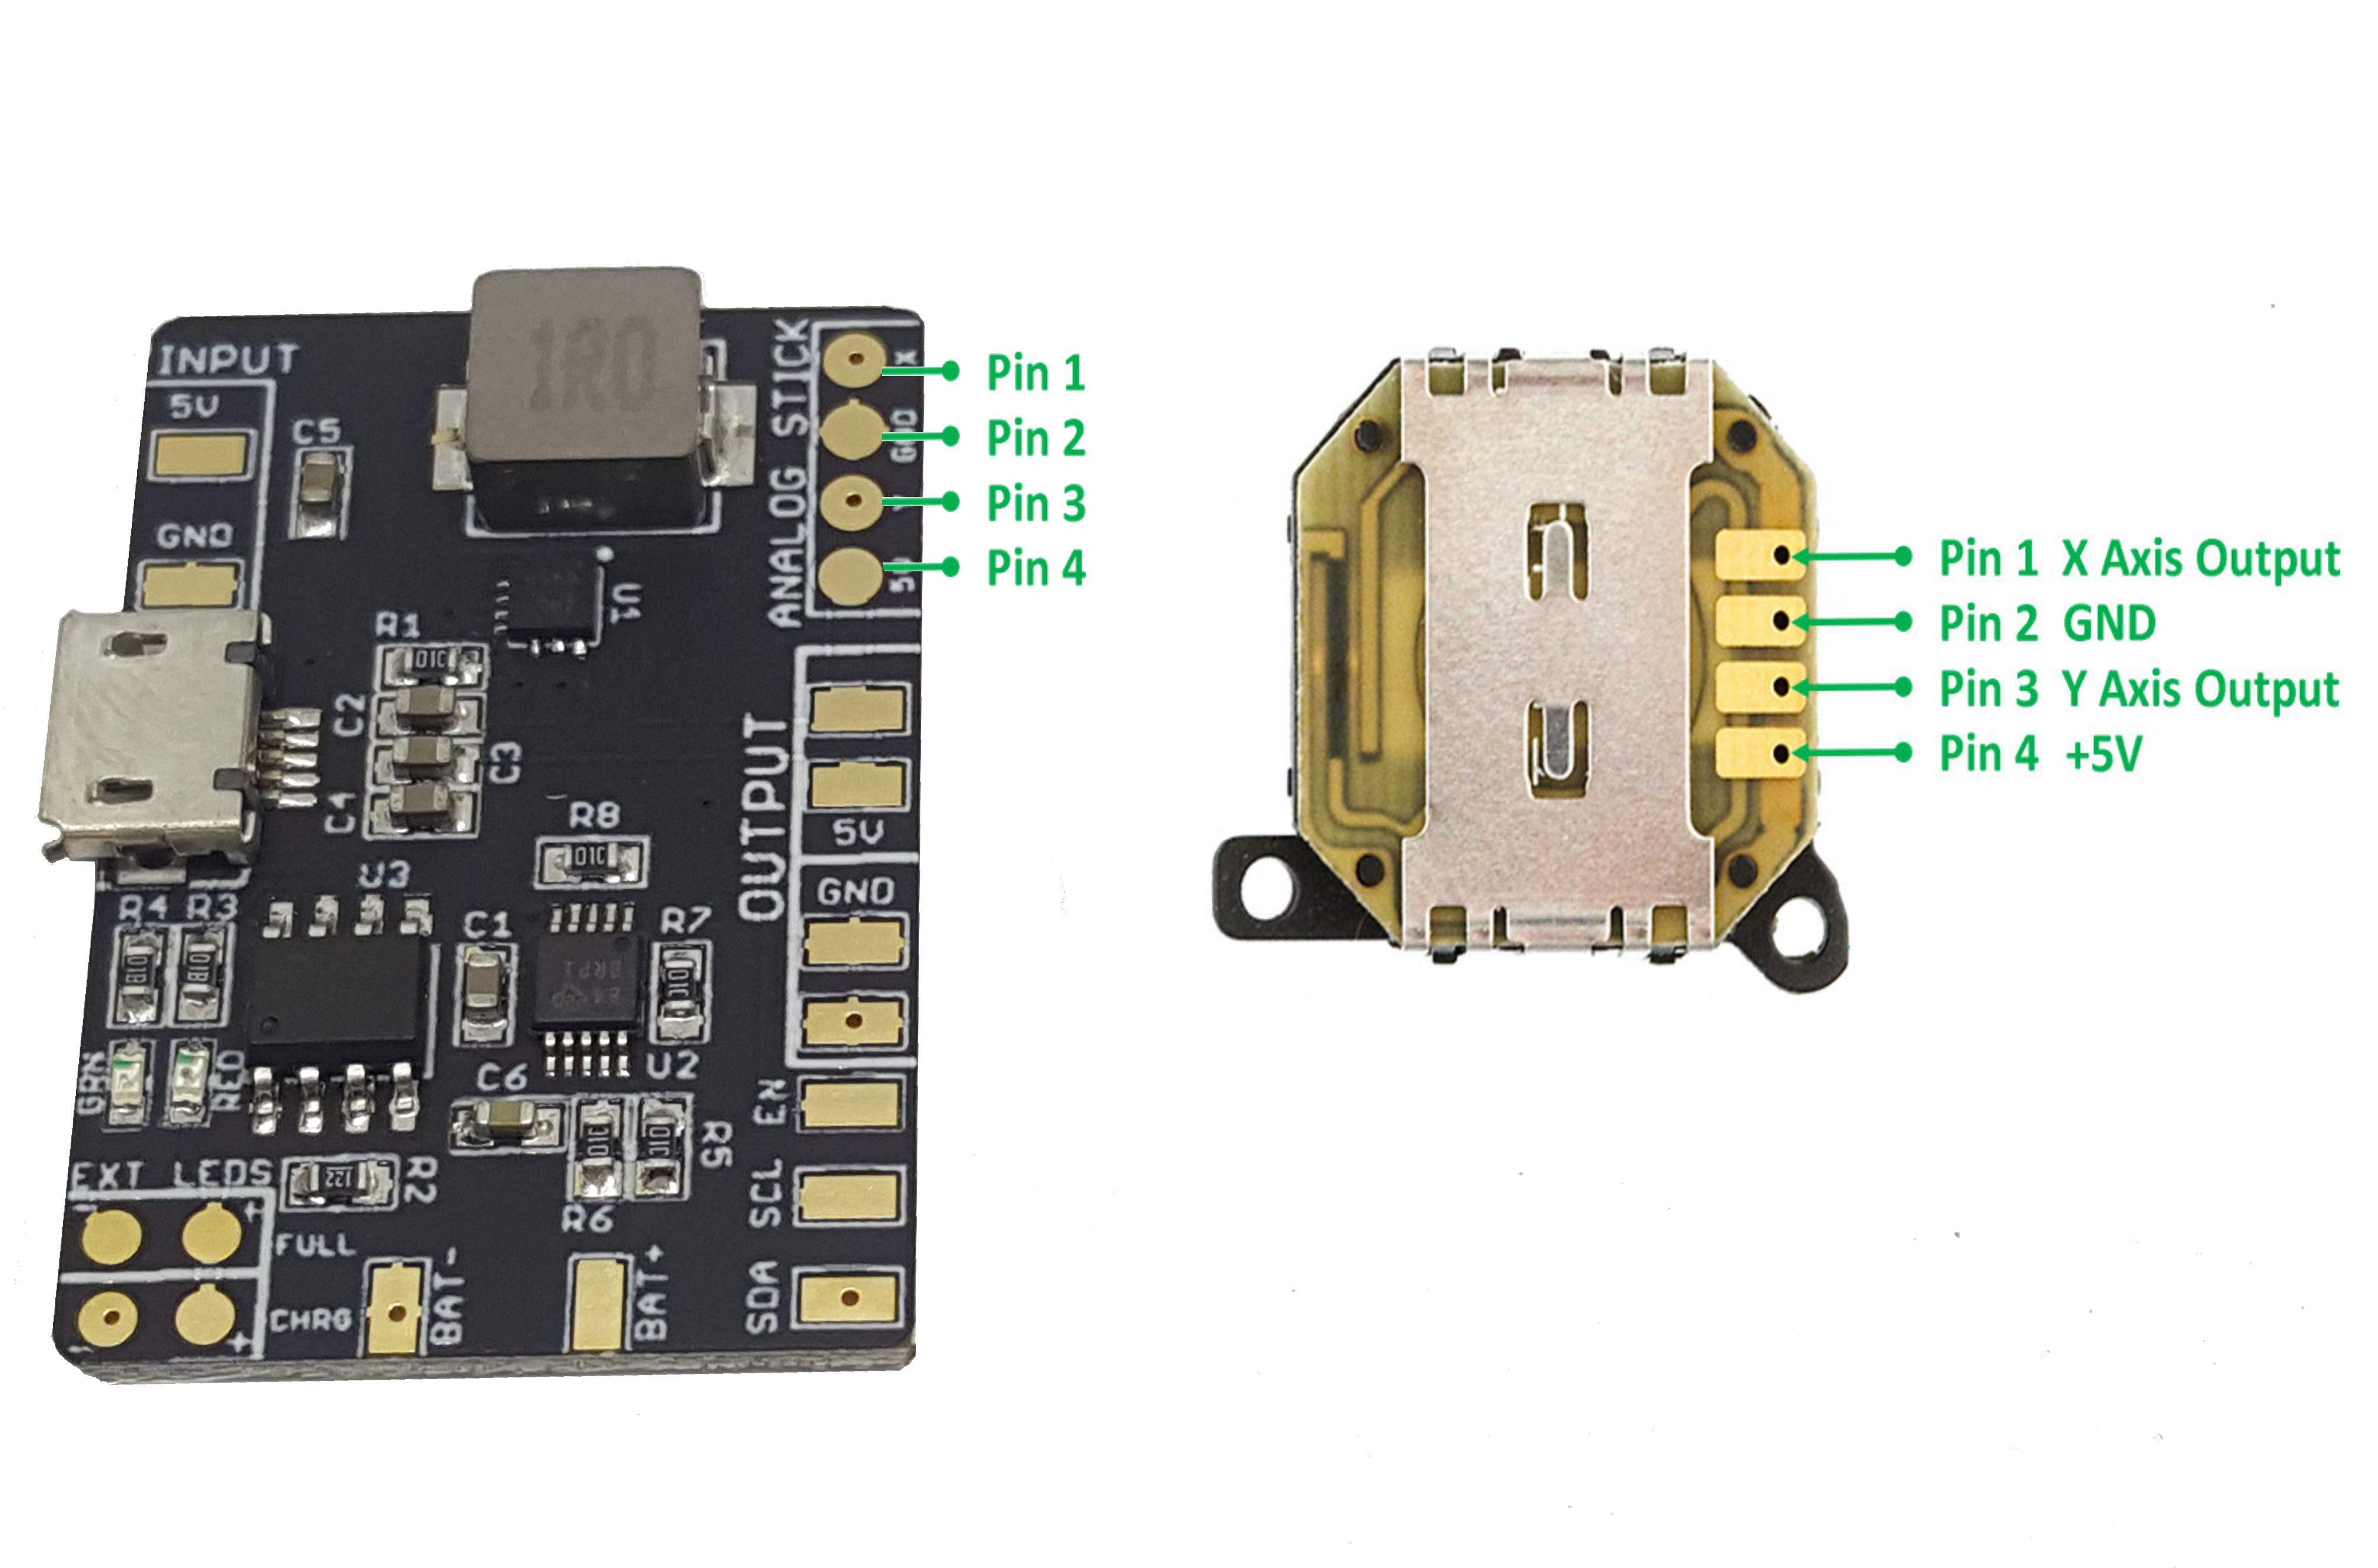 INPUT
5V
GND
C5
1R0
ANALOG STICK
X
GND
5V
Pin 1
Pin 2
Pin 3
Pin 4
U1
R1
01C
C2
C3
C4
OUTPUT
5V
GND
R8
01C
U3
R4
R3
01B
01B
C1
R7
01C
U2
GRN
RED
C6
01C
01C
R5
R6
EN
SCL
SDA
EXT LEDS
R2
122
-
+
FULL
CHRG
-
+
BAT-
BAT+
Pin 1 X Axis Output
Pin 2 GND
Pin 3 Y Axis Output
Pin 4 +5V